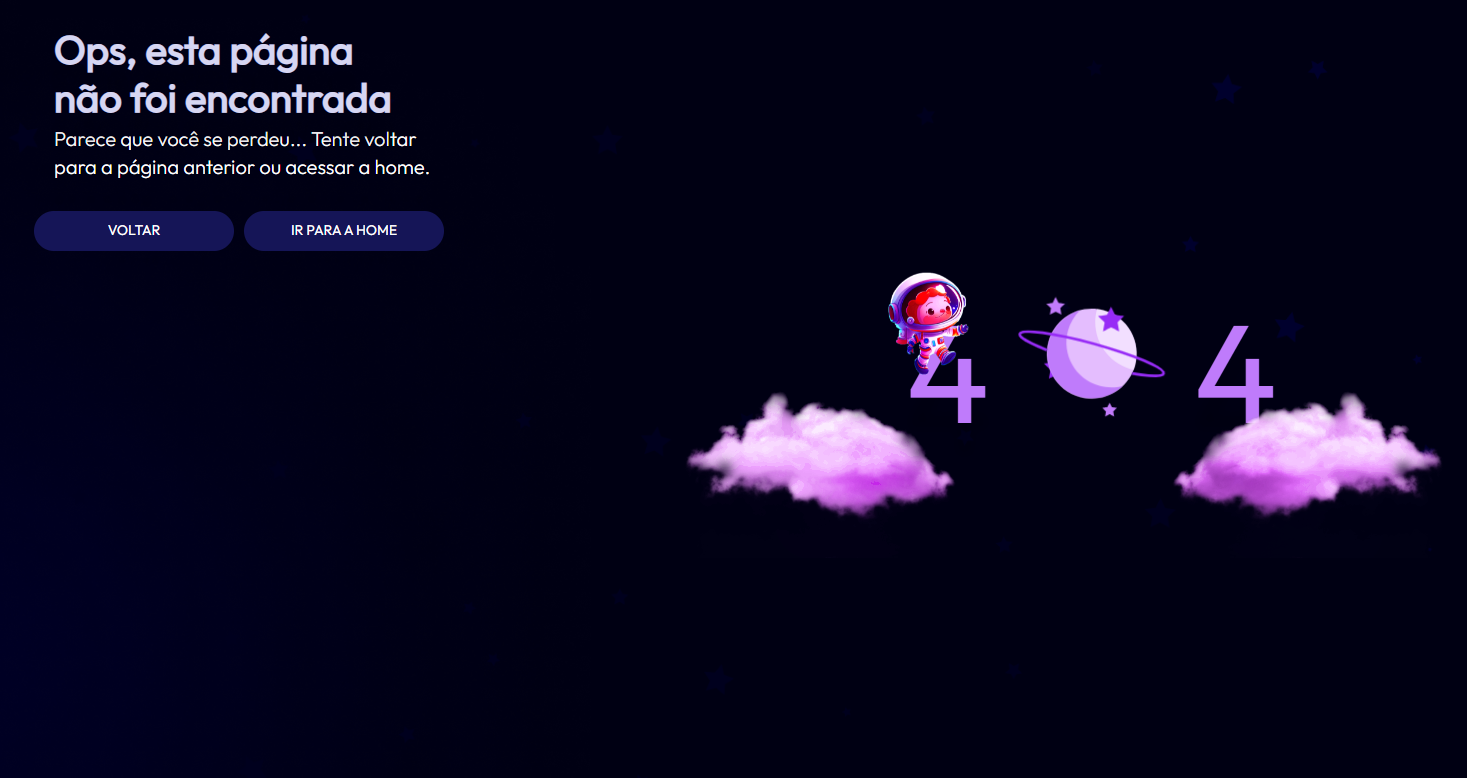 Ops, esta página
não foi encontrada
Parece que você se perdeu... Tente voltar
para a página anterior ou acessar a home.
VOLTAR
IR PARA A HOME
4 4